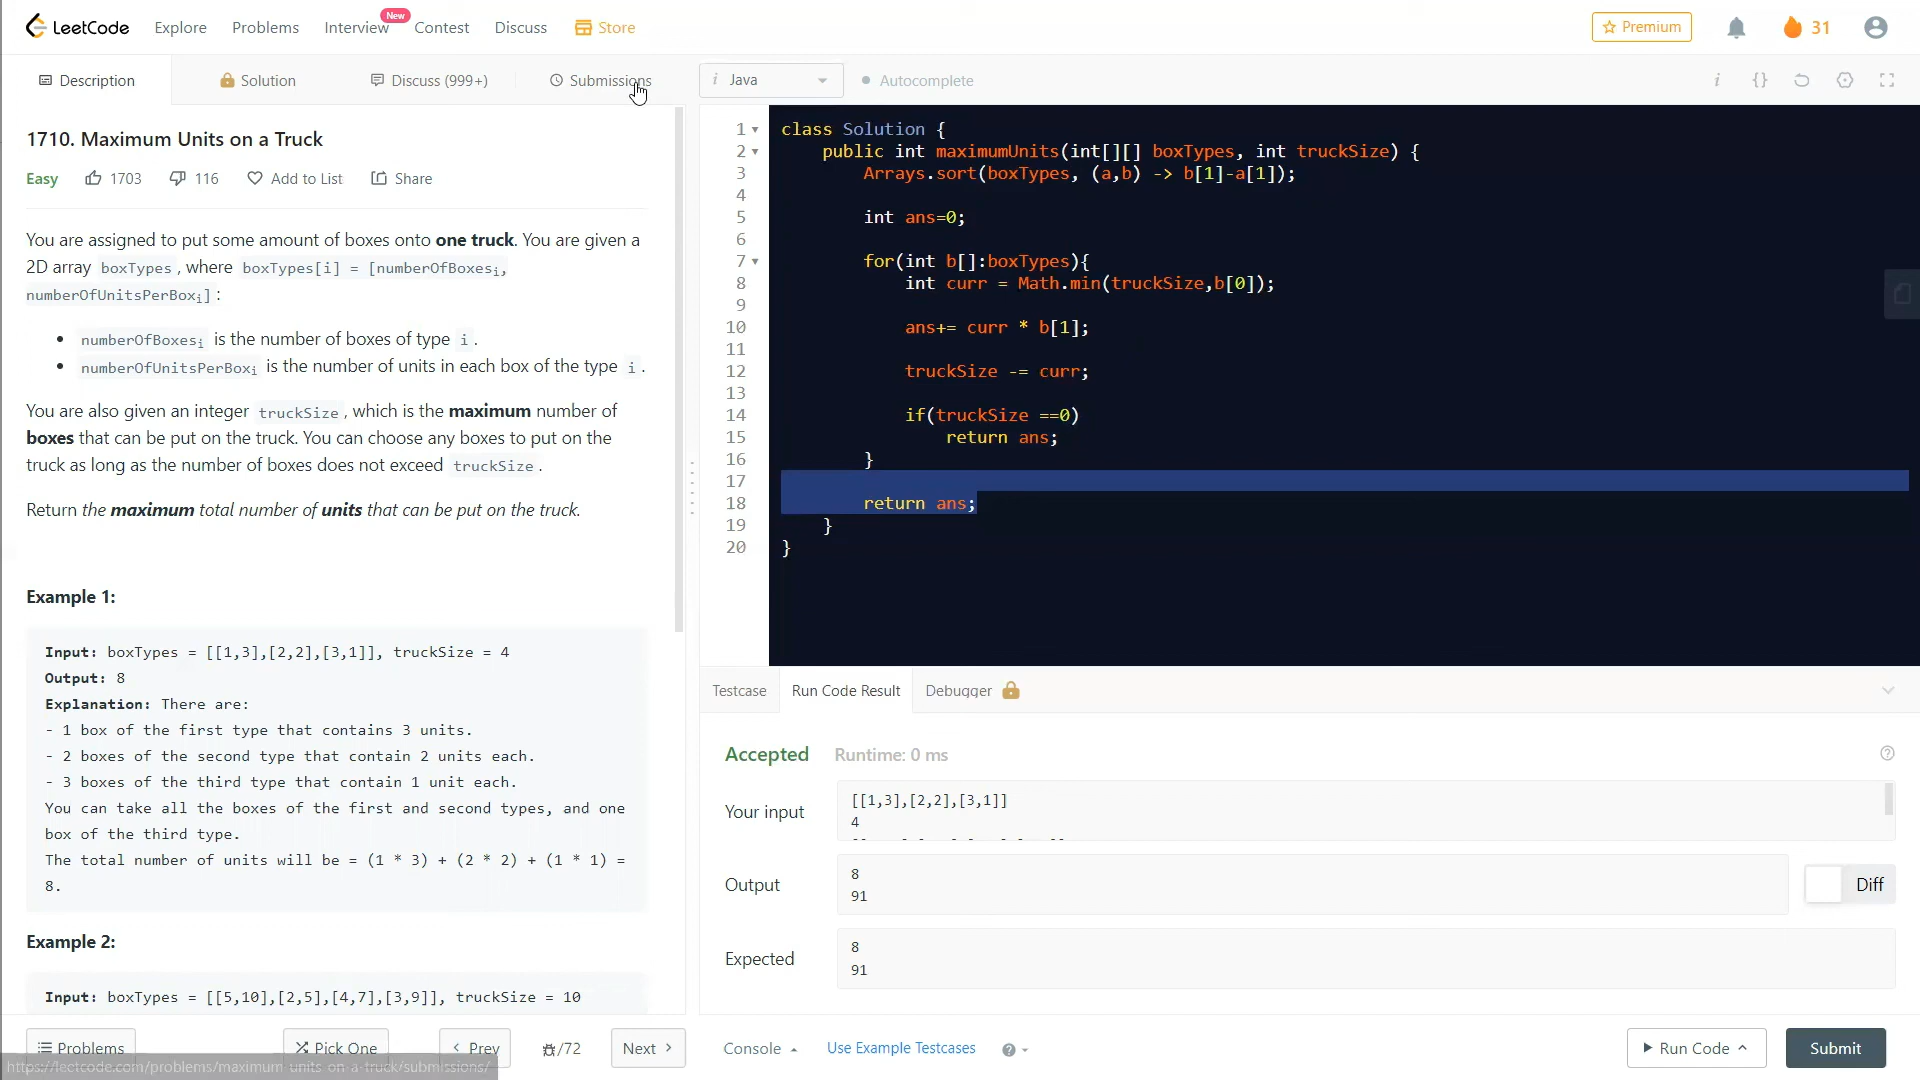 LeetCode Explore Problems Interview New Contest Discuss Store Premium 31
Description Solution Discuss (999+) Submissions i Java Autocomplete
1710. Maximum Units on a Truck
Easy 1703 116 Add to List Share
You are assigned to put some amount of boxes onto one truck. You are given a
2D array boxTypes, where boxTypes[i] = [numberOfBoxesi,
numberOfUnitsPerBoxi]:
• numberOfBoxesi is the number of boxes of type i.
• numberOfUnitsPerBoxi is the number of units in each box of the type i.
You are also given an integer truckSize, which is the maximum number of
boxes that can be put on the truck. You can choose any boxes to put on the
truck as long as the number of boxes does not exceed truckSize.
Return the maximum total number of units that can be put on the truck.
Example 1:
Input: boxTypes = [[1,3],[2,2],[3,1]], truckSize = 4
Output: 8
Explanation: There are:
- 1 box of the first type that contains 3 units.
- 2 boxes of the second type that contain 2 units each.
- 3 boxes of the third type that contain 1 unit each.
You can take all the boxes of the first and second types, and one
box of the third type.
The total number of units will be = (1 * 3) + (2 * 2) + (1 * 1) =
8.
Example 2:
Input: boxTypes = [[5,10],[2,5],[4,7],[3,9]], truckSize = 10
Problems Pick One < Prev /72 Next >
https://leetcode.com/problems/maximum-units-on-a-truck/submissions/
1 class Solution {
2 public int maximumUnits(int[][] boxTypes, int truckSize) {
3 Arrays.sort(boxTypes, (a,b) -> b[1]-a[1]);
4
5 int ans=0;
6
7 for(int b[]:boxTypes){
8 int curr = Math.min(truckSize,b[0]);
9
10 ans+= curr * b[1];
11
12 truckSize -= curr;
13
14 if(truckSize ==0)
15 return ans;
16 }
17
18 return ans;
19 }
20 }
Testcase Run Code Result Debugger
Accepted Runtime: 0 ms
Your input
[[1,3],[2,2],[3,1]]
4
Output
8
91
Diff
Expected
8
91
Console Use Example Testcases Run Code Submit